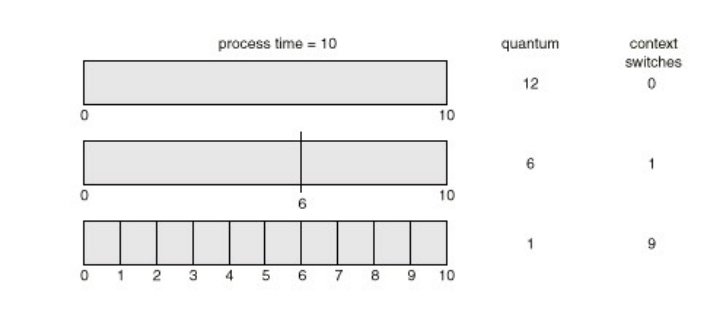 process time = 10 quantum context
switches
12 0
0 10
6 1
0 6 10
1 9
0 1 2 3 4 5 6 7 8 9 10